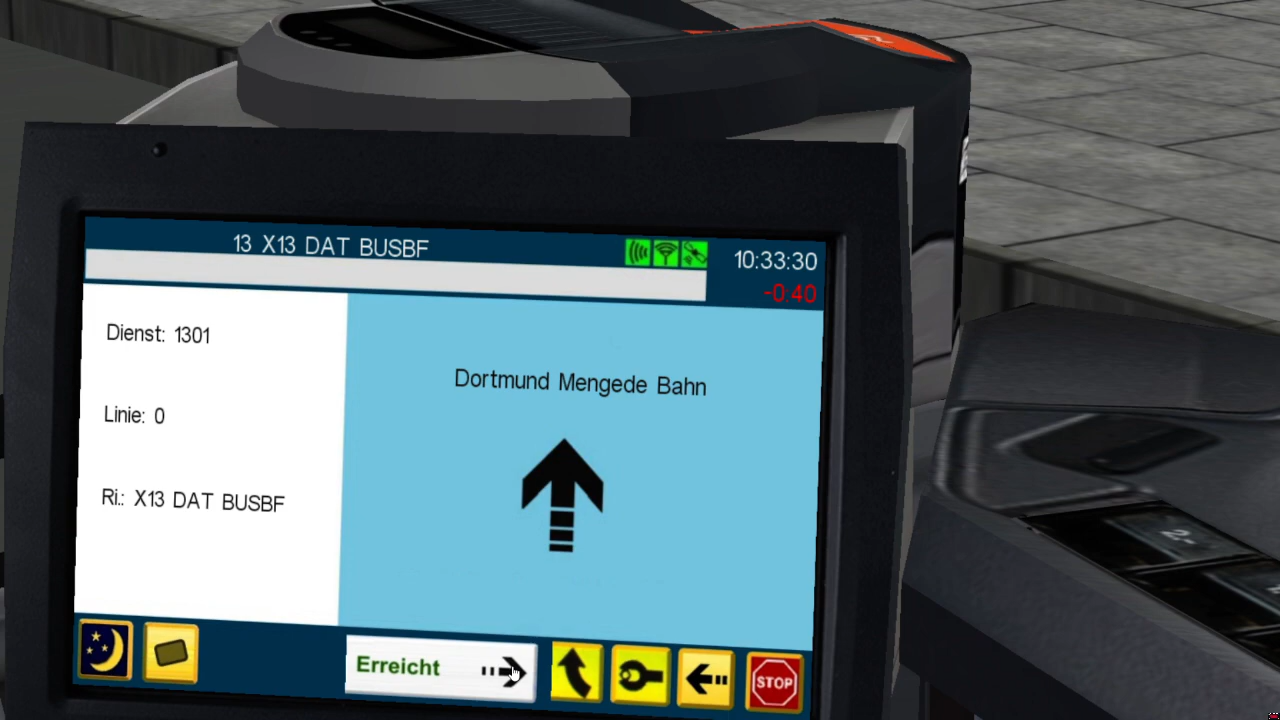 13 X13 DAT BUSBF
10:33:30
-0:40
Dienst: 1301
Dortmund Mengede Bahn
Linie: 0
Ri.: X13 DAT BUSBF
Erreicht
STOP
2.-